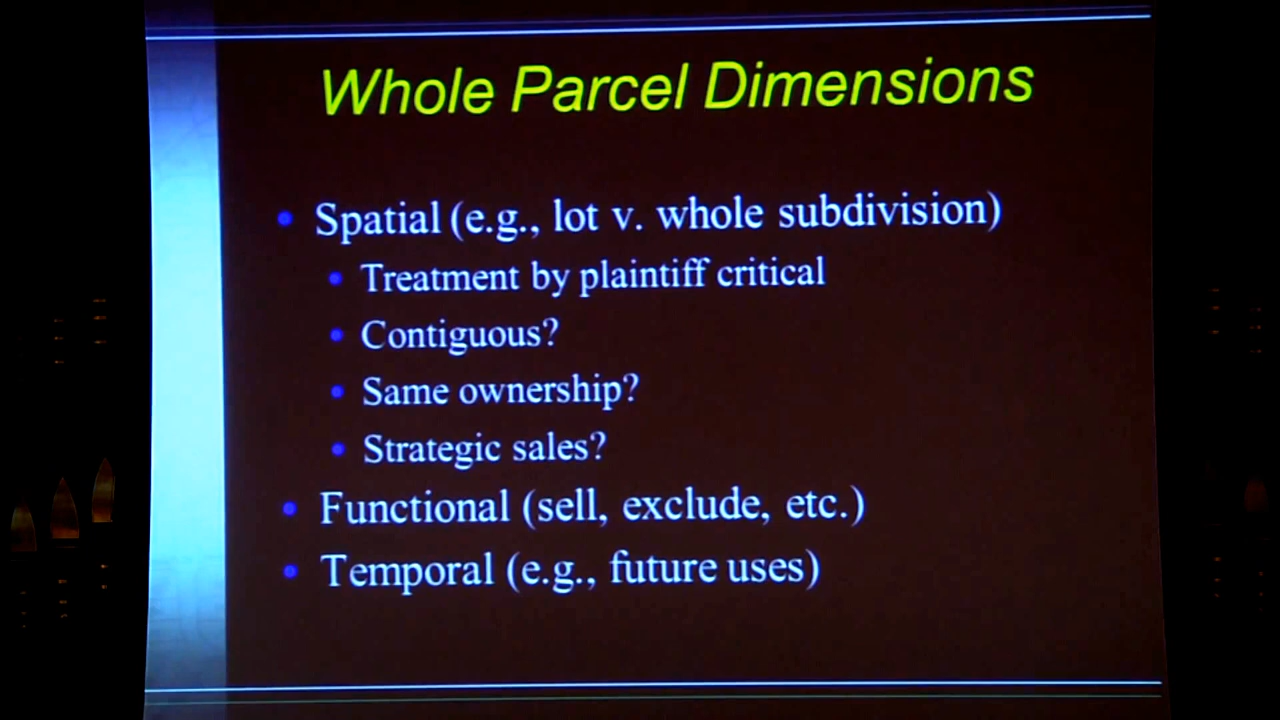 Whole Parcel Dimensions
• Spatial (e.g., lot v. whole subdivision)
• Treatment by plaintiff critical
• Contiguous?
• Same ownership?
• Strategic sales?
• Functional (sell, exclude, etc.)
• Temporal (e.g., future uses)